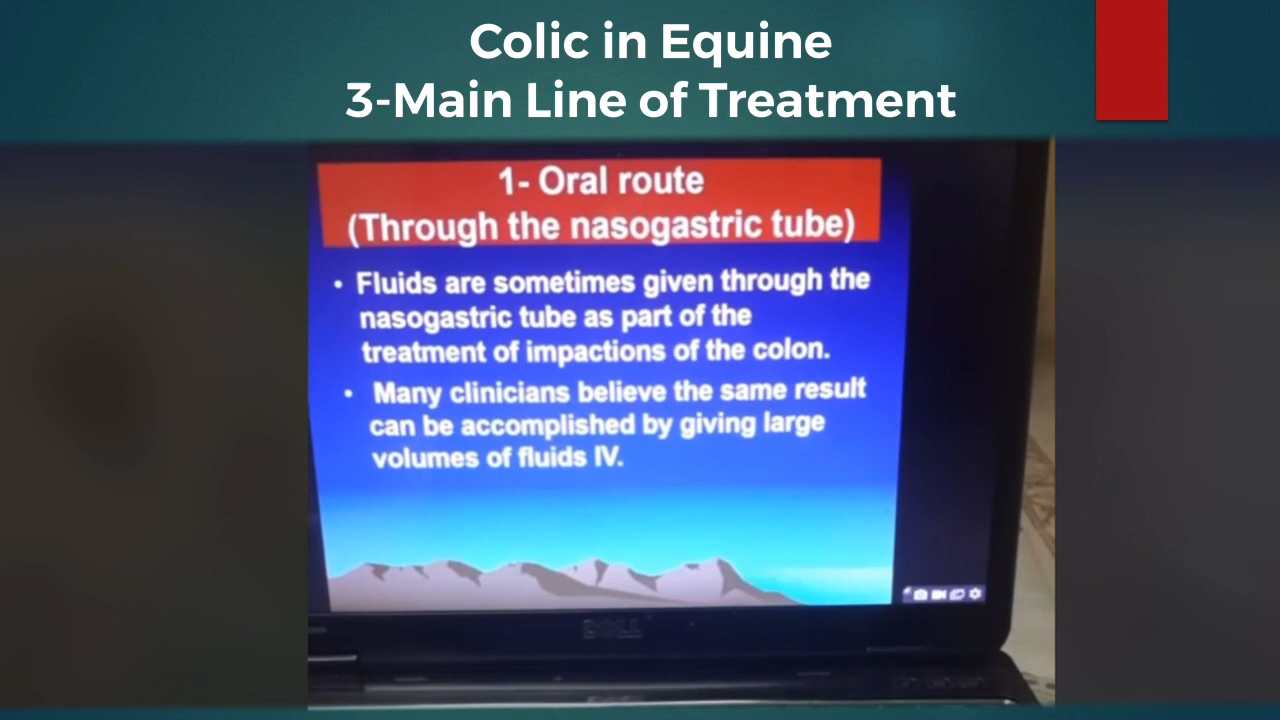 Colic in Equine
3-Main Line of Treatment
1- Oral route
(Through the nasogastric tube)
• Fluids are sometimes given through the
nasogastric tube as part of the
treatment of impactions of the colon.
• Many clinicians believe the same result
can be accomplished by giving large
volumes of fluids IV.
DELL